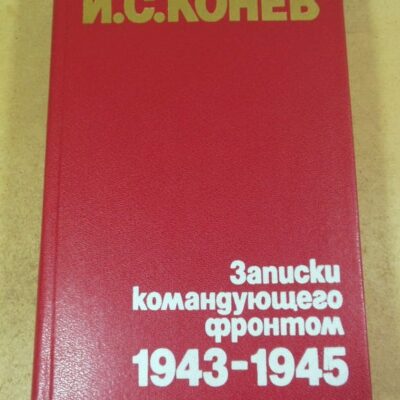 И.С.КОНЕВ
Записки
командующего
фронтом
1943-1945